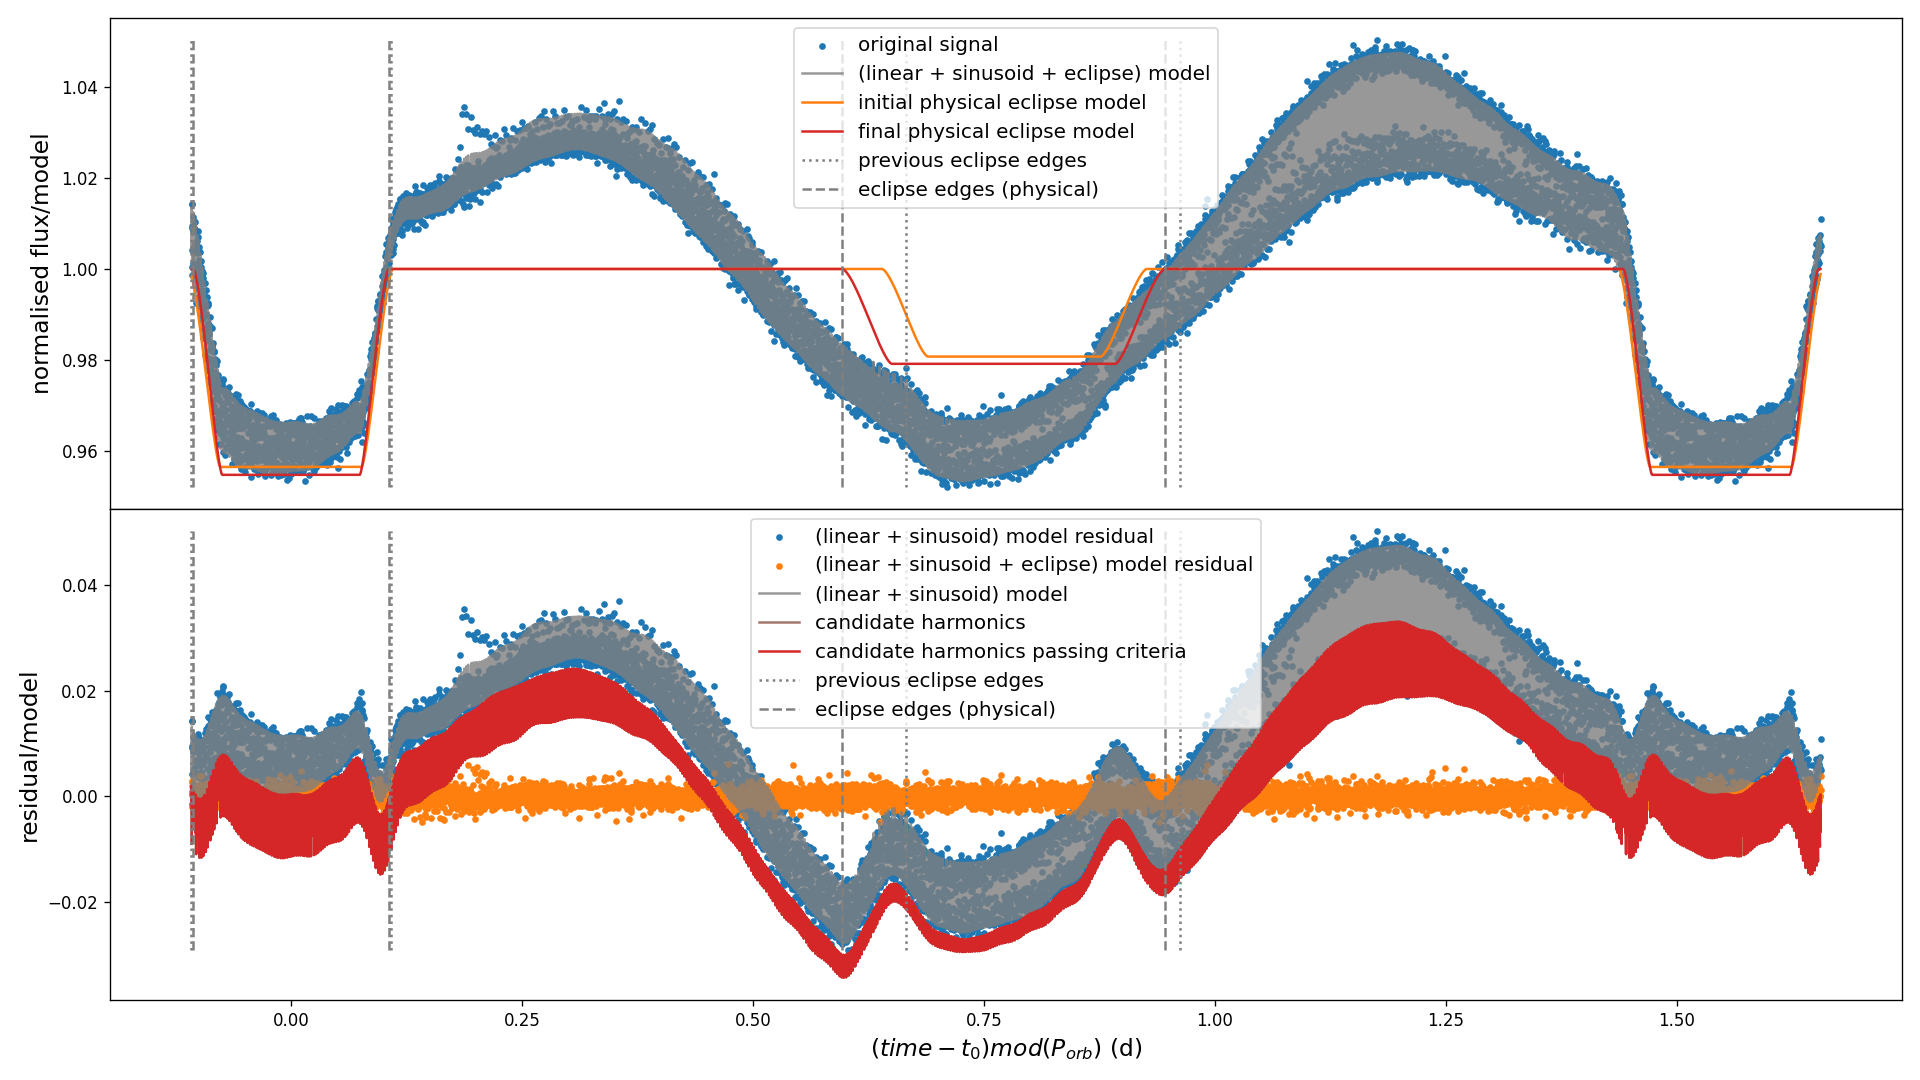 original signal
(linear + sinusoid + eclipse) model
initial physical eclipse model
final physical eclipse model
previous eclipse edges
eclipse edges (physical)
normalised flux/model
1.04
1.02
1.00
0.98
0.96
(linear + sinusoid) model residual
(linear + sinusoid + eclipse) model residual
(linear + sinusoid) model
candidate harmonics
candidate harmonics passing criteria
previous eclipse edges
eclipse edges (physical)
residual/model
0.04
0.02
0.00
−0.02
0.00 0.25 0.50 0.75 1.00 1.25 1.50
(time − t₀)mod(P_orb) (d)